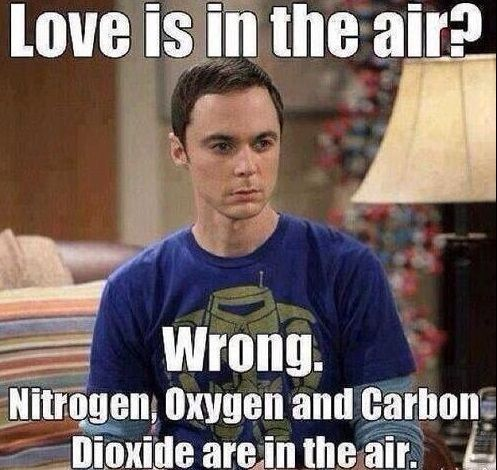 Love is in the air?
Wrong.
Nitrogen, Oxygen and Carbon
Dioxide are in the air.